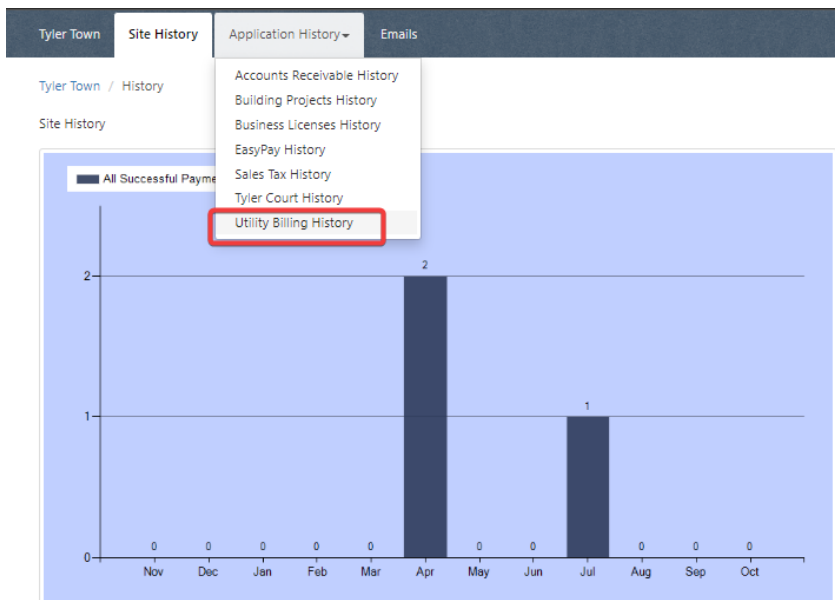 Tyler Town Site History Application History Emails
Tyler Town / History
Accounts Receivable History
Building Projects History
Business Licenses History
EasyPay History
Sales Tax History
Tyler Court History
Utility Billing History
Site History
All Successful
2
1
0
2
1
0 0 0 0 0 0 0 0 0 0
Nov Dec Jan Feb Mar Apr May Jun Jul Aug Sep Oct